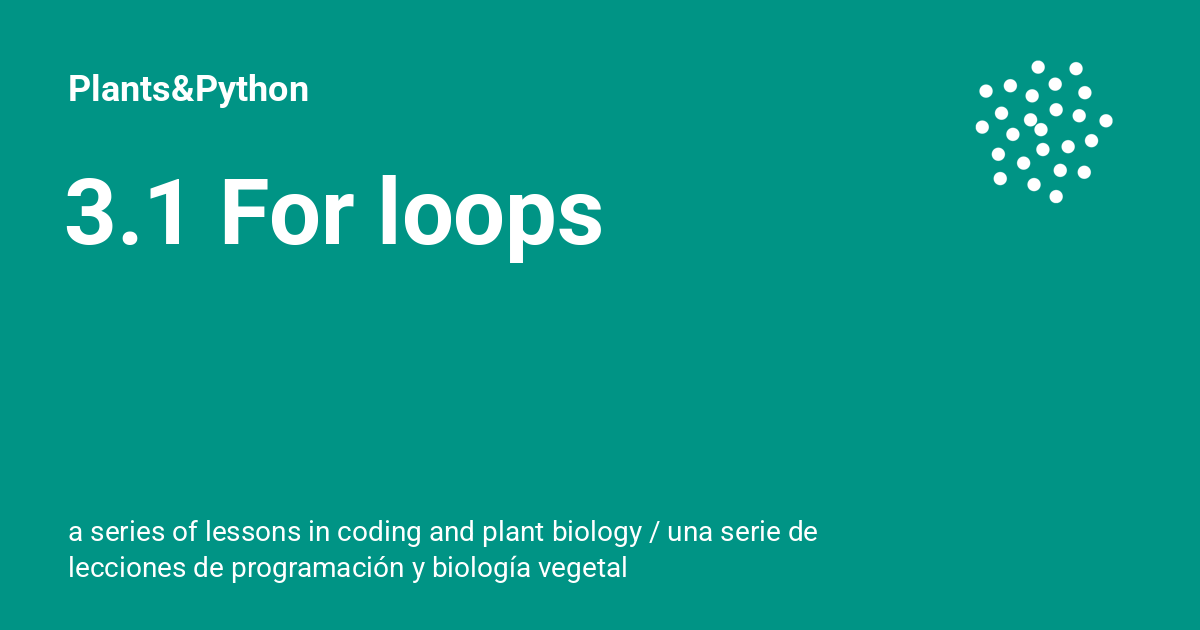 Plants&Python
3.1 For loops
a series of lessons in coding and plant biology / una serie de
lecciones de programación y biología vegetal